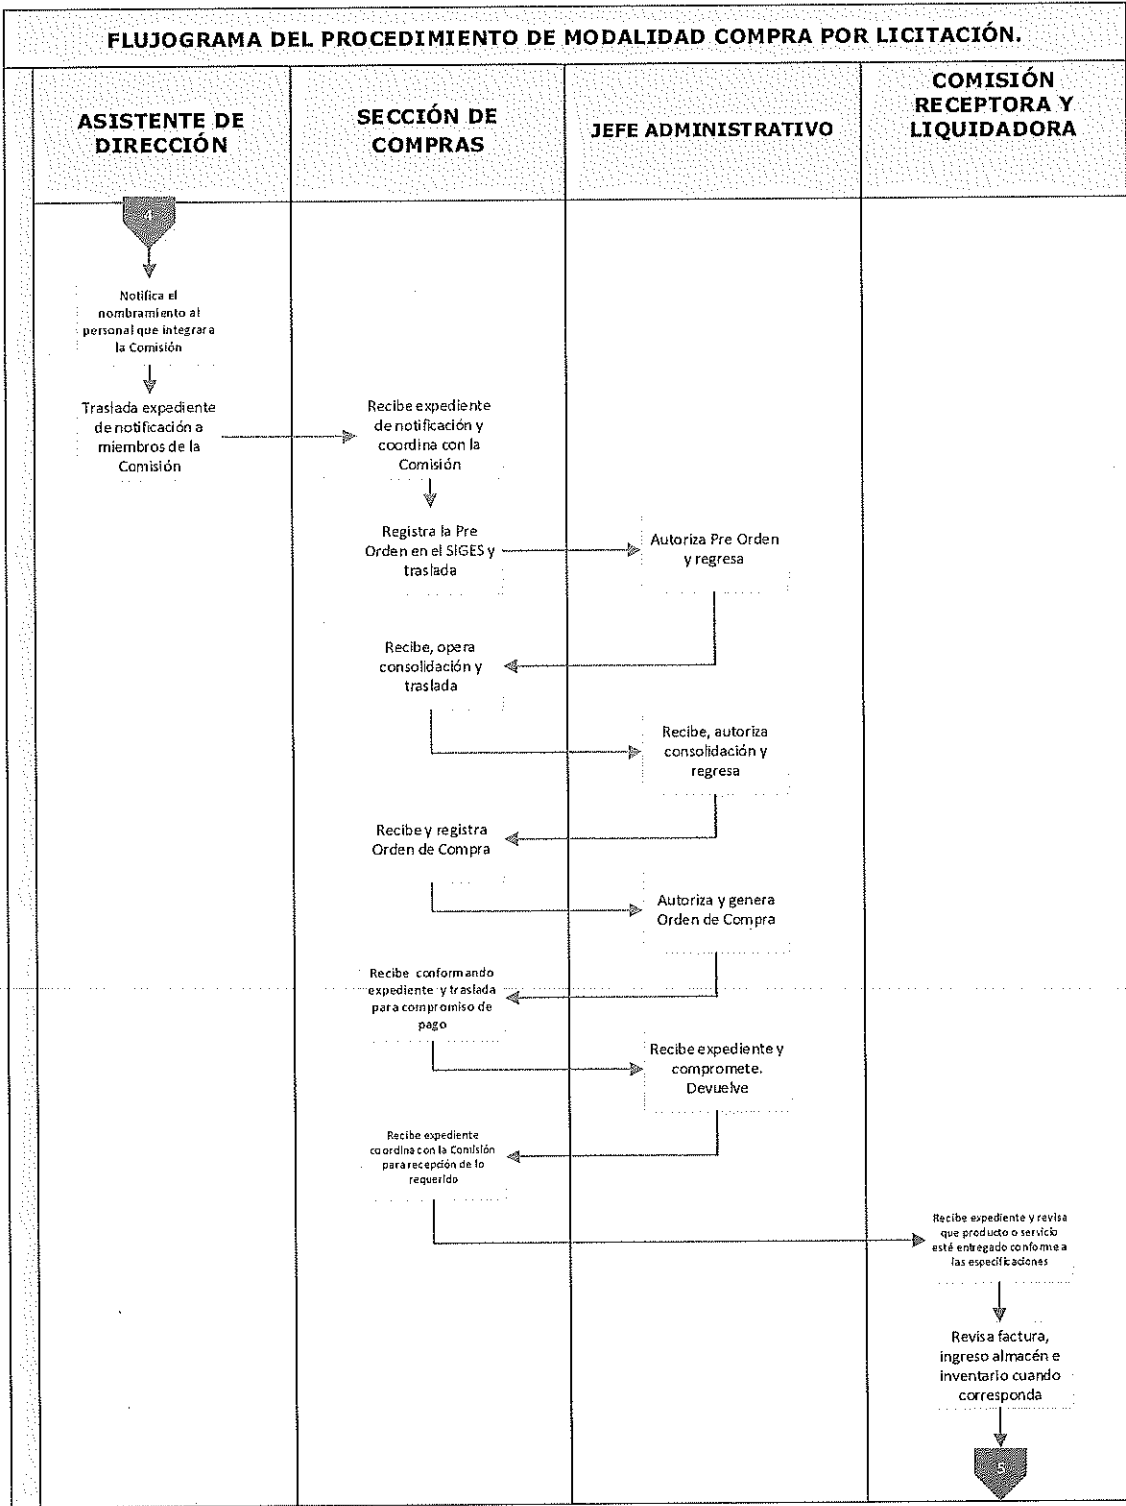 FLUJOGRAMA DEL PROCEDIMIENTO DE MODALIDAD COMPRA POR LICITACIÓN.
ASISTENTE DE
DIRECCIÓN
SECCIÓN DE
COMPRAS
JEFE ADMINISTRATIVO
COMISIÓN
RECEPTORA Y
LIQUIDADORA
4
Notifica el
nombramiento al
personal que integrara
la Comisión
Traslada expediente
de notificación a
miembros de la
Comisión
Recibe expediente
de notificación y
coordina con la
Comisión
Registra la Pre
Orden en el SIGES y
traslada
Autoriza Pre Orden
y regresa
Recibe, opera
consolidación y
traslada
Recibe, autoriza
consolidación y
regresa
Recibe y registra
Orden de Compra
Autoriza y genera
Orden de Compra
Recibe conformando
expediente y traslada
para compromiso de
pago
Recibe expediente y
compromete.
Devuelve
Recibe expediente
coordina con la Comisión
para recepción de lo
requerido
Recibe expediente y revisa
que producto o servicio
esté entregado conforme a
las especificaciones
Revisa factura,
ingreso almacén e
inventario cuando
corresponda
5